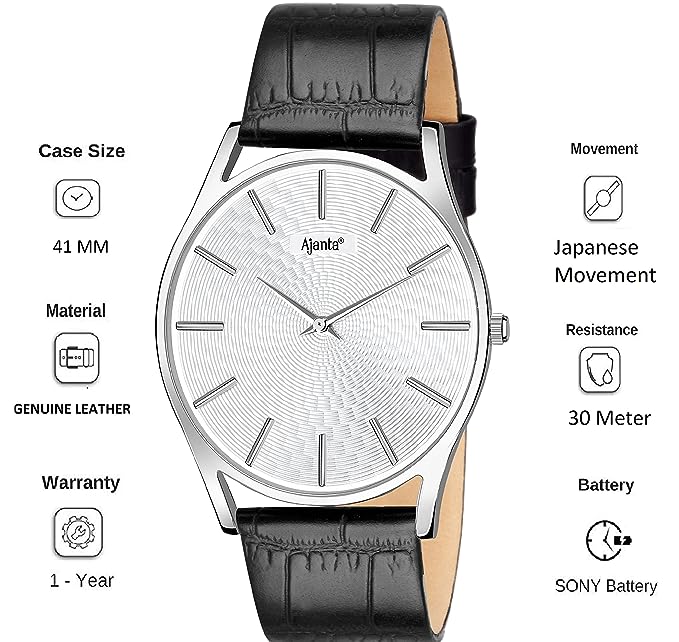 Case Size
41 MM
Material
GENUINE LEATHER
Warranty
1 - Year
Ajanta®
Movement
Japanese
Movement
Resistance
30 Meter
Battery
SONY Battery